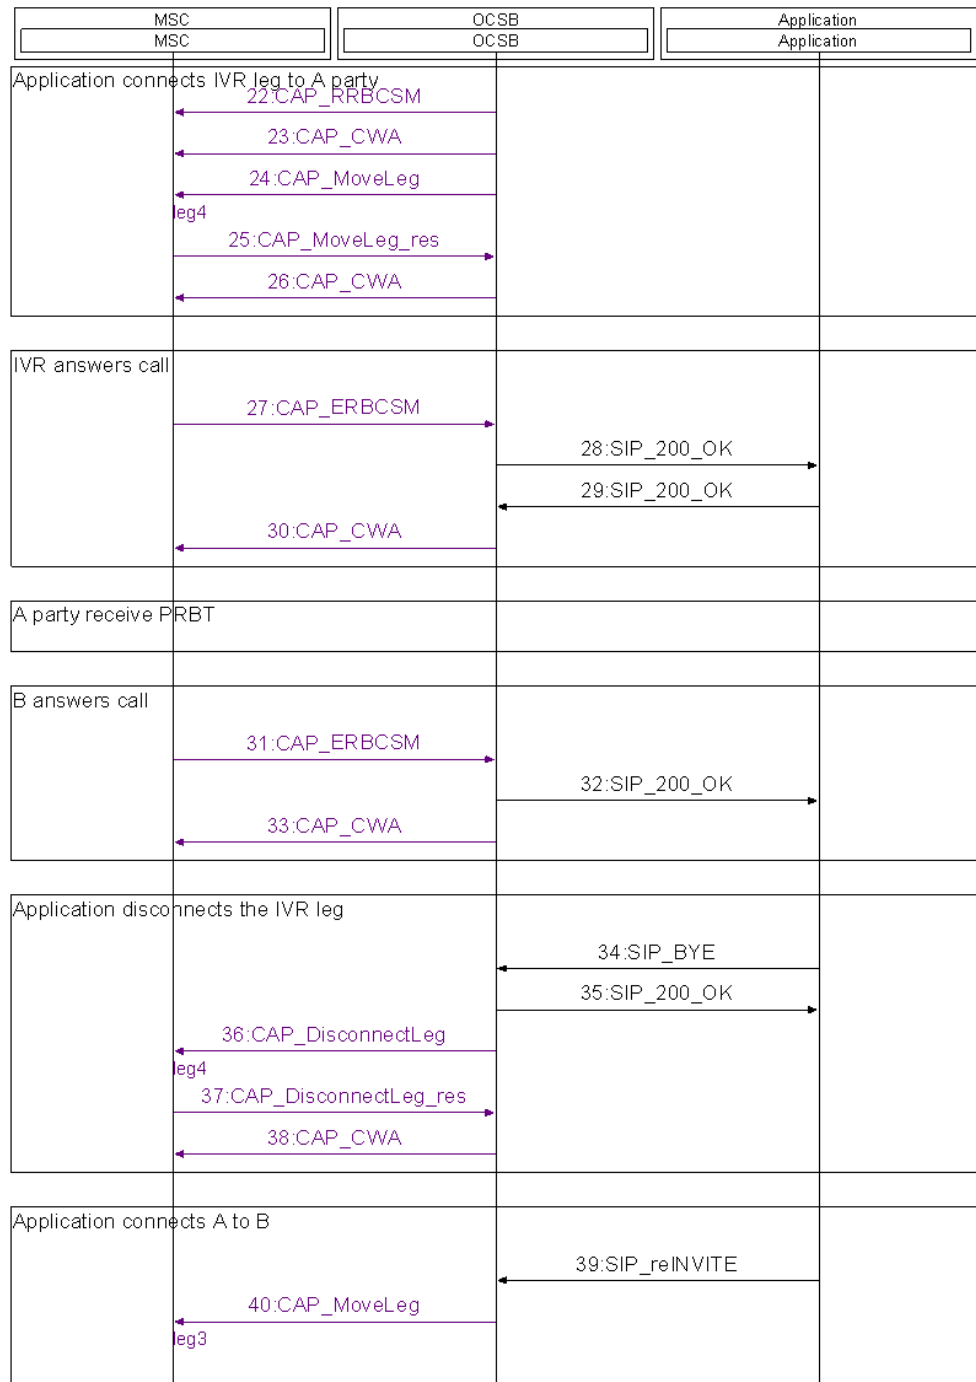 MSC OCSB Application
MSC OCSB Application
Application connects IVR leg to A party
22:CAP_RRBCSM
23:CAP_CWA
24:CAP_MoveLeg
leg4
25:CAP_MoveLeg_res
26:CAP_CWA
IVR answers call
27:CAP_ERBCSM
28:SIP_200_OK
29:SIP_200_OK
30:CAP_CWA
A party receive PRBT
B answers call
31:CAP_ERBCSM
32:SIP_200_OK
33:CAP_CWA
Application disconnects the IVR leg
34:SIP_BYE
35:SIP_200_OK
36:CAP_DisconnectLeg
leg4
37:CAP_DisconnectLeg_res
38:CAP_CWA
Application connects A to B
39:SIP_reINVITE
40:CAP_MoveLeg
leg3